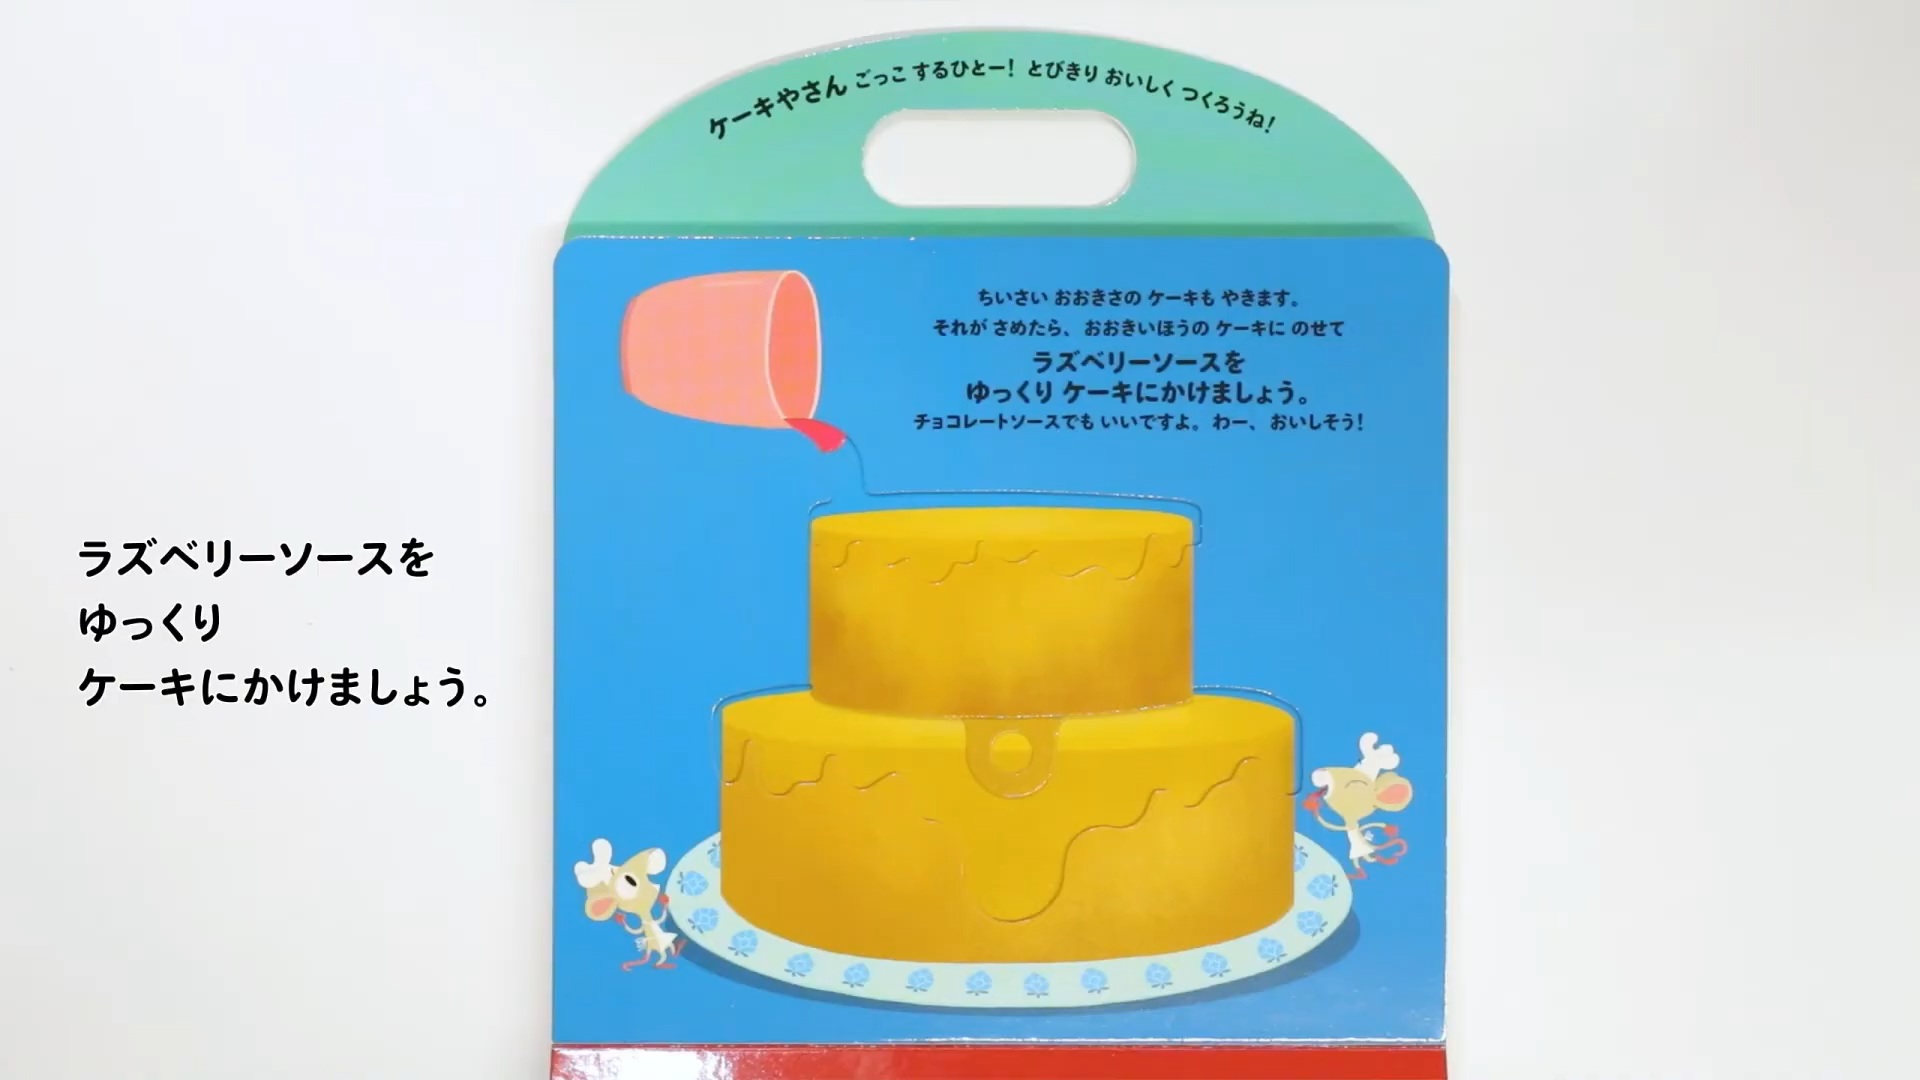 ケーキやさん ごっこ するひとー! とびきり おいしく つくろうね!
ちいさい おおきさの ケーキも やきます。
それが さめたら、 おおきいほうの ケーキに のせて
ラズベリーソースを
ゆっくり ケーキにかけましょう。
チョコレートソースでも いいですよ。 わー、 おいしそう!
ラズベリーソースを
ゆっくり
ケーキにかけましょう。